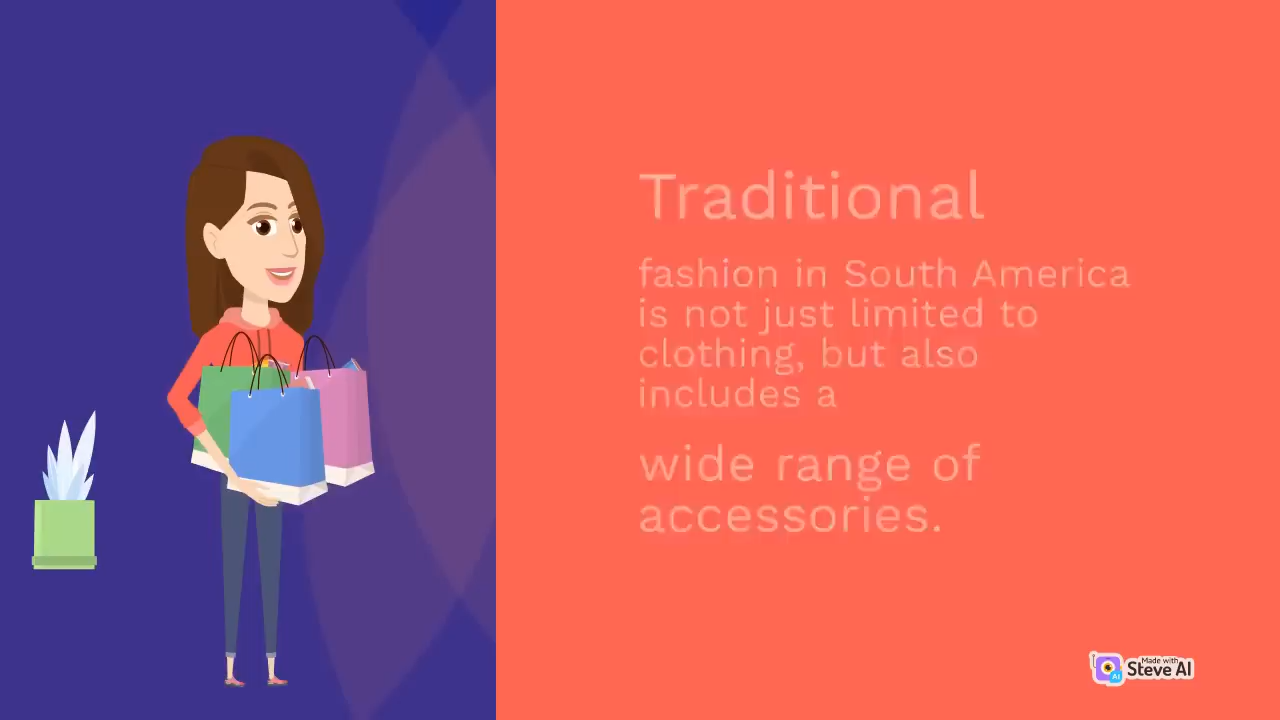 Traditional
fashion in South America
is not just limited to
clothing, but also
includes a
wide range of
accessories.
Made with
Steve AI
AI